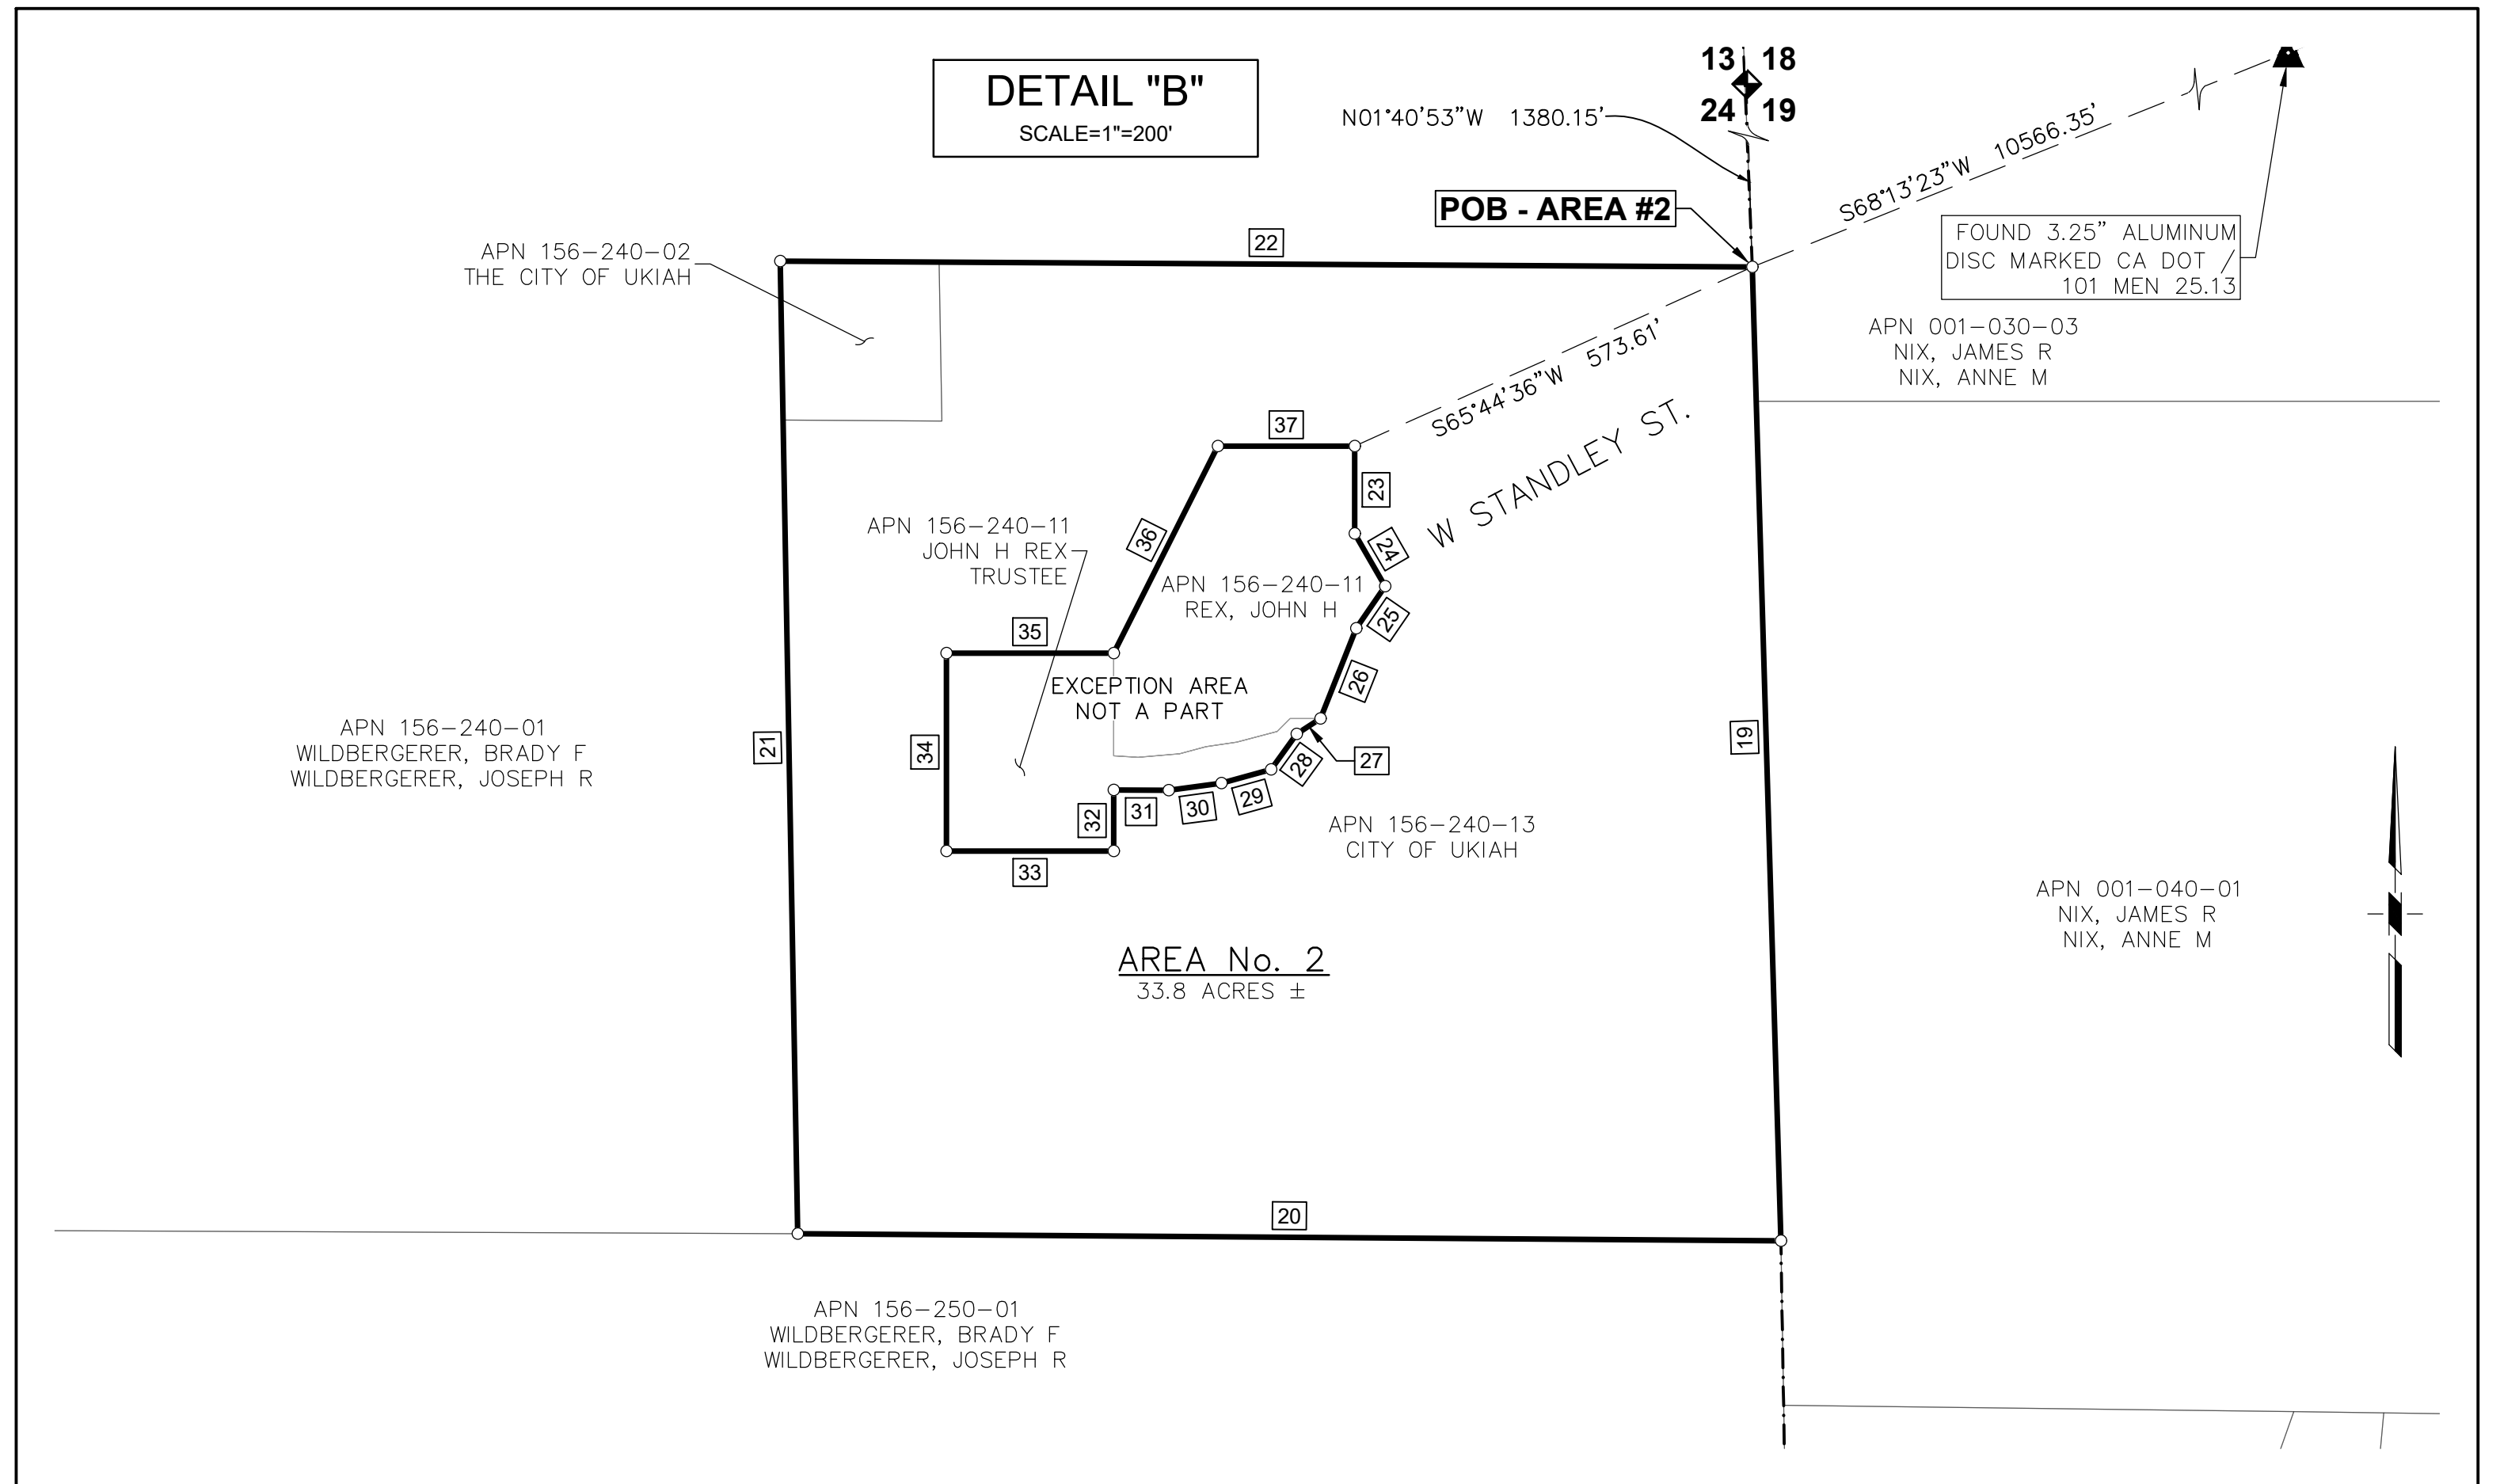 DETAIL "B"
SCALE=1"=200'
13 18
24 19
N01°40'53"W 1380.15'
S68°13'23"W 10566.35'
POB - AREA #2
FOUND 3.25" ALUMINUM
DISC MARKED CA DOT /
101 MEN 25.13
22
APN 156-240-02
THE CITY OF UKIAH
APN 001-030-03
NIX, JAMES R
NIX, ANNE M
S65°44'36"W 573.61'
W STANDLEY ST.
37
23
24
25
26
27
28
29
30
31
32
33
34
35
36
APN 156-240-11
JOHN H REX
TRUSTEE
APN 156-240-11
REX, JOHN H
EXCEPTION AREA
NOT A PART
APN 156-240-01
WILDBERGERER, BRADY F
WILDBERGERER, JOSEPH R
21
19
APN 156-240-13
CITY OF UKIAH
APN 001-040-01
NIX, JAMES R
NIX, ANNE M
AREA No. 2
33.8 ACRES ±
20
APN 156-250-01
WILDBERGERER, BRADY F
WILDBERGERER, JOSEPH R